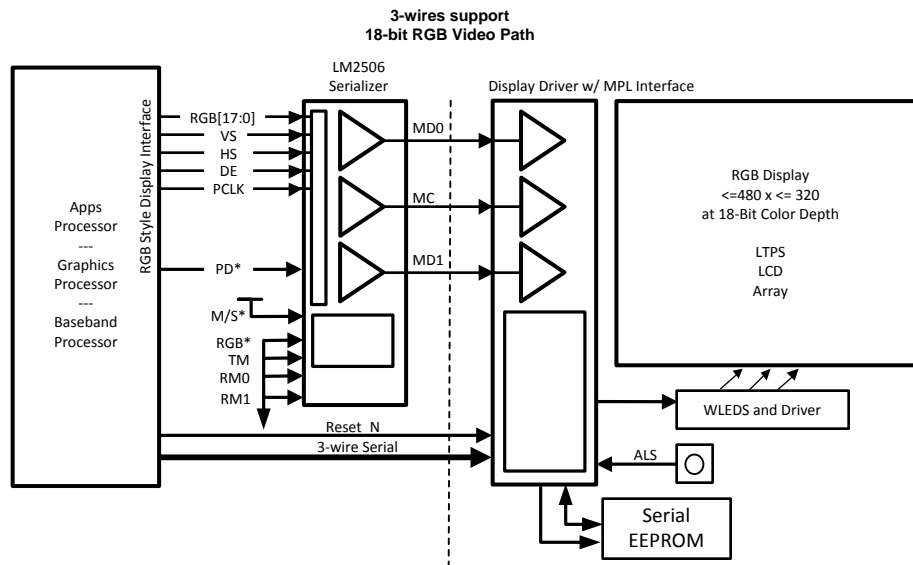 3-wires support
18-bit RGB Video Path
LM2506
Serializer
Display Driver w/ MPL Interface
RGB Style Display Interface
Apps
Processor
---
Graphics
Processor
---
Baseband
Processor
RGB[17:0]
VS
HS
DE
PCLK
PD*
M/S*
RGB*
TM
RM0
RM1
MD0
MC
MD1
Reset_N
3-wire Serial
RGB Display
<=480 x <= 320
at 18-Bit Color Depth
LTPS
LCD
Array
WLEDS and Driver
ALS
Serial
EEPROM